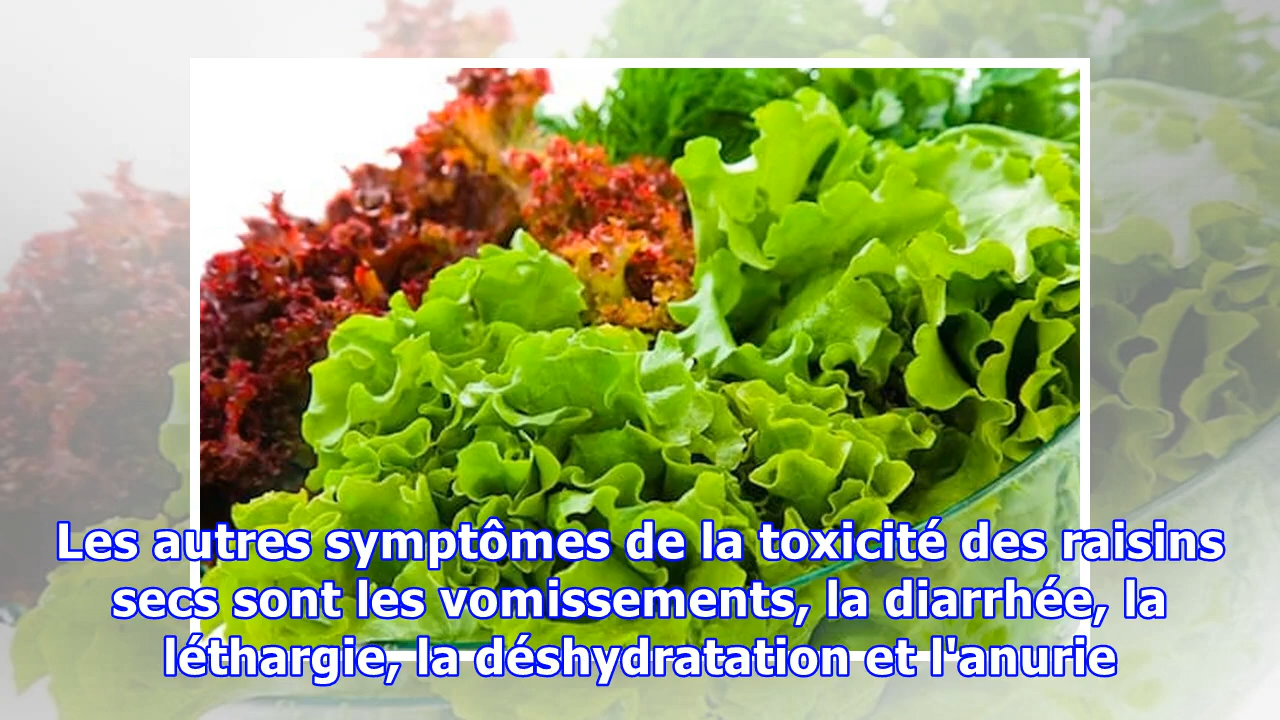 Les autres symptômes de la toxicité des raisins
secs sont les vomissements, la diarrhée, la
léthargie, la déshydratation et l'anurie